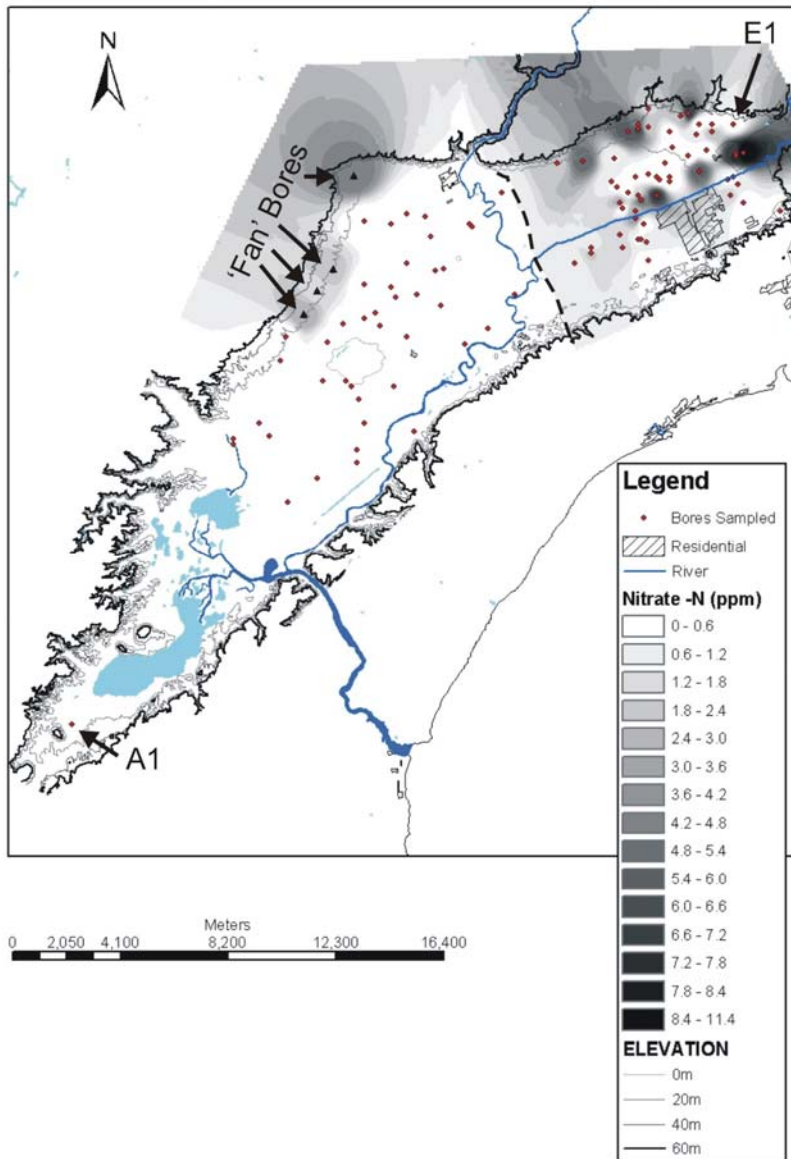 N
E1
'Fan' Bores
A1
Legend
Bores Sampled
Residential
River
Nitrate -N (ppm)
0 - 0.6
0.6 - 1.2
1.2 - 1.8
1.8 - 2.4
2.4 - 3.0
3.0 - 3.6
3.6 - 4.2
4.2 - 4.8
4.8 - 5.4
5.4 - 6.0
6.0 - 6.6
6.6 - 7.2
7.2 - 7.8
7.8 - 8.4
8.4 - 11.4
ELEVATION
0m
20m
40m
60m
Meters
0 2,050 4,100 8,200 12,300 16,400